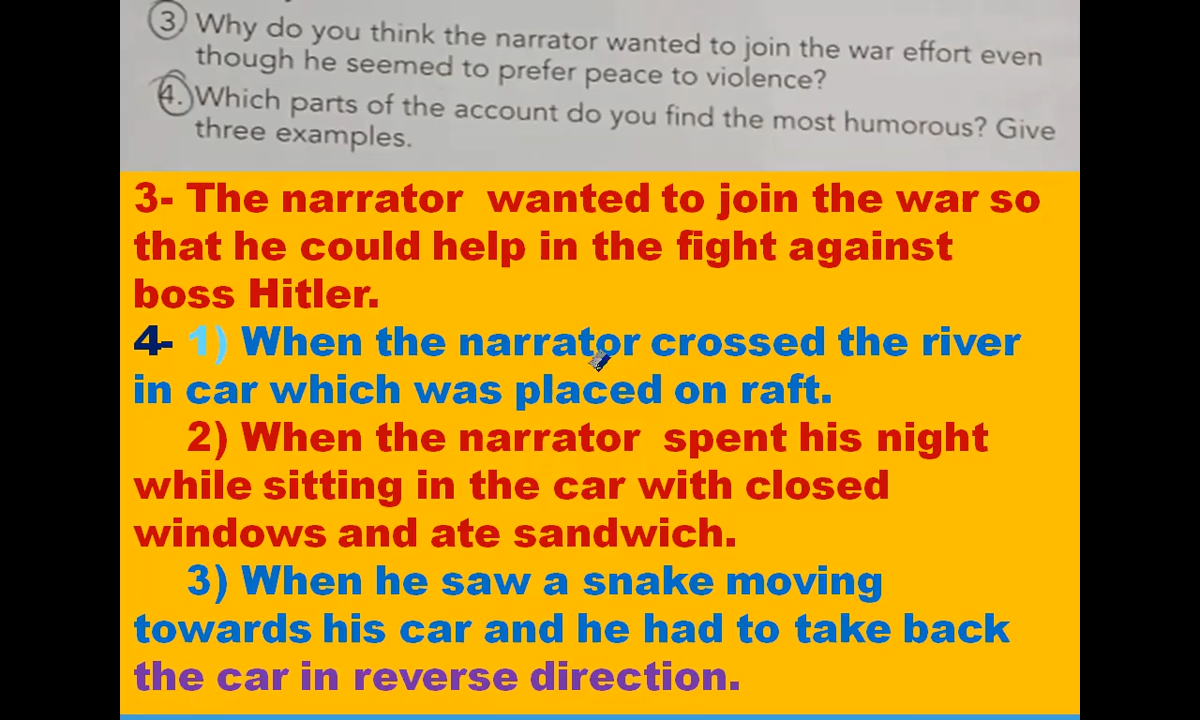 3 Why do you think the narrator wanted to join the war effort even
though he seemed to prefer peace to violence?
4. Which parts of the account do you find the most humorous? Give
three examples.
3- The narrator wanted to join the war so
that he could help in the fight against
boss Hitler.
4- 1) When the narrator crossed the river
in car which was placed on raft.
2) When the narrator spent his night
while sitting in the car with closed
windows and ate sandwich.
3) When he saw a snake moving
towards his car and he had to take back
the car in reverse direction.